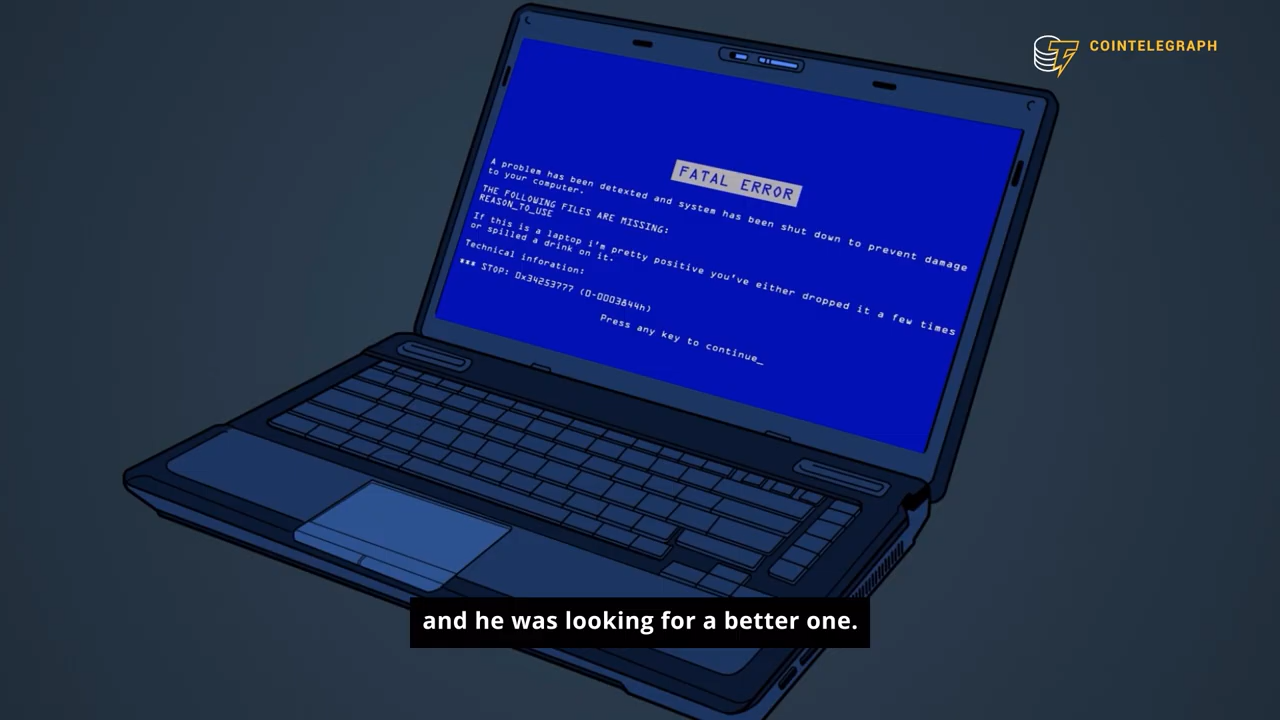 COINTELEGRAPH
FATAL ERROR
A problem has been detexted and system has been shut down to prevent damage
to your computer.
THE FOLLOWING FILES ARE MISSING:
REASON_TO_USE
If this is a laptop i'm pretty positive you've either dropped it a few times
or spilled a drink on it.
Technical inforation:
*** STOP: 0x34253777 (0-0003844h)
Press any key to continue_
and he was looking for a better one.